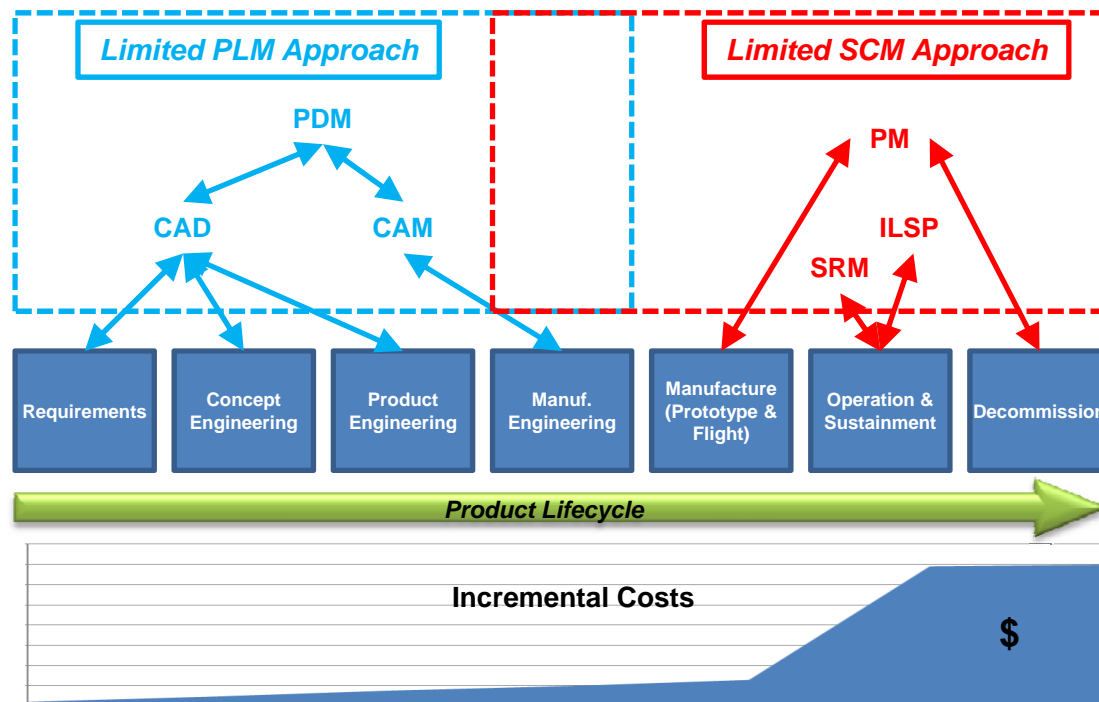 Limited PLM Approach
Limited SCM Approach
PDM
PM
CAD
CAM
ILSP
SRM
Requirements
Concept
Engineering
Product
Engineering
Manuf.
Engineering
Manufacture
(Prototype &
Flight)
Operation &
Sustainment
Decommission
Product Lifecycle
Incremental Costs
$